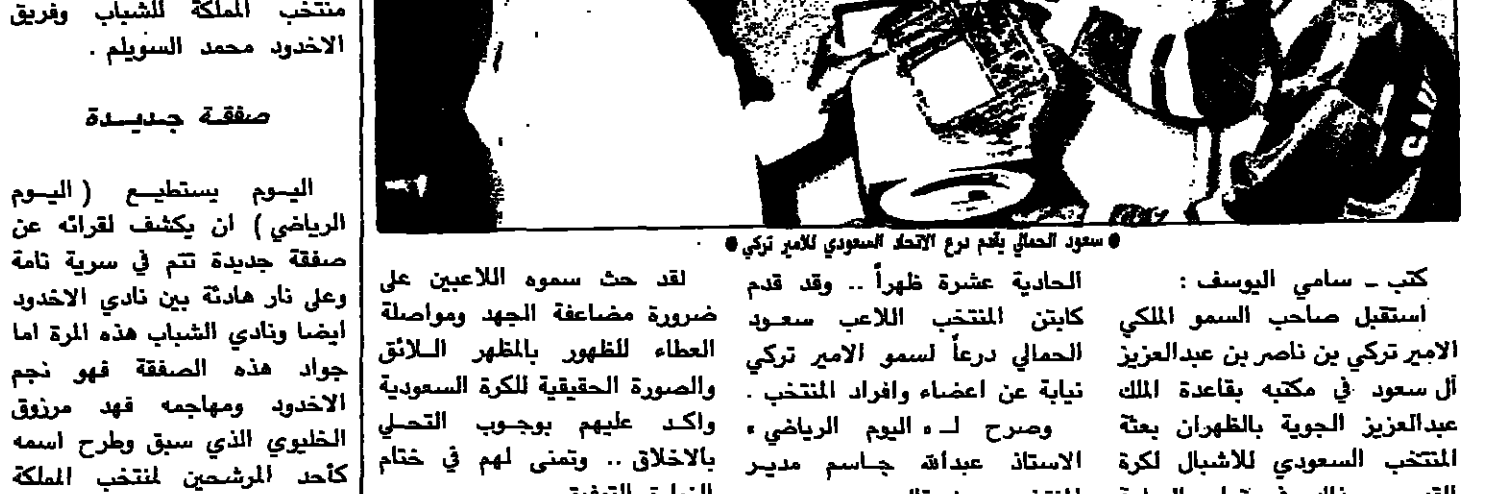 ● سعود الحمالي يقدم درع الاتحاد السعودي للامير تركي ●
كتب ـ سامي اليوسف :
استقبل صاحب السمو الملكي
الامير تركي بن ناصر بن عبدالعزيز
آل سعود في مكتبه بقاعدة الملك
عبدالعزيز الجوية بالظهران بعثة
المنتخب السعودي للاشبال لكرة
الحادية عشرة ظهراً .. وقد قدم
كابتن المنتخب اللاعب سعود
الحمالي درعاً لسمو الامير تركي
نيابة عن اعضاء وافراد المنتخب .
وصرح لـ « اليوم الرياضي »
الاستاذ عبدالله جاسم مدير
لقد حث سموه اللاعبين على
ضرورة مضاعفة الجهد ومواصلة
العطاء للظهور بالمظهر اللائق
والصورة الحقيقية للكرة السعودية
واكد عليهم بوجوب التحلي
بالاخلاق .. وتمنى لهم في ختام
منتخب المملكة للشباب وفريق
الاخدود محمد السويلم .
صفقة جديدة
اليوم يستطيع ( اليوم
الرياضي ) ان يكشف لقرائه عن
صفقة جديدة تتم في سرية تامة
وعلى نار هادئة بين نادي الاخدود
ايضا ونادي الشباب هذه المرة اما
جواد هذه الصفقة فهو نجم
الاخدود ومهاجمه فهد مرزوق
الخليوي الذي سبق وطرح اسمه
كأحد المرشحين لمنتخب المملكة